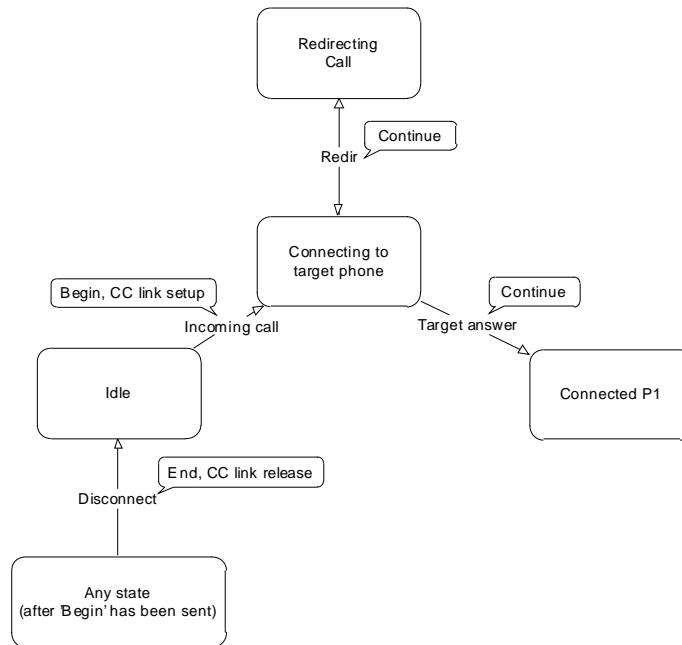 Redirecting
Call
Continue
Redir
Connecting to
target phone
Begin, CC link setup
Continue
Incoming call
Target answer
Idle
Connected P1
End, CC link release
Disconnect
Any state
(after 'Begin' has been sent)